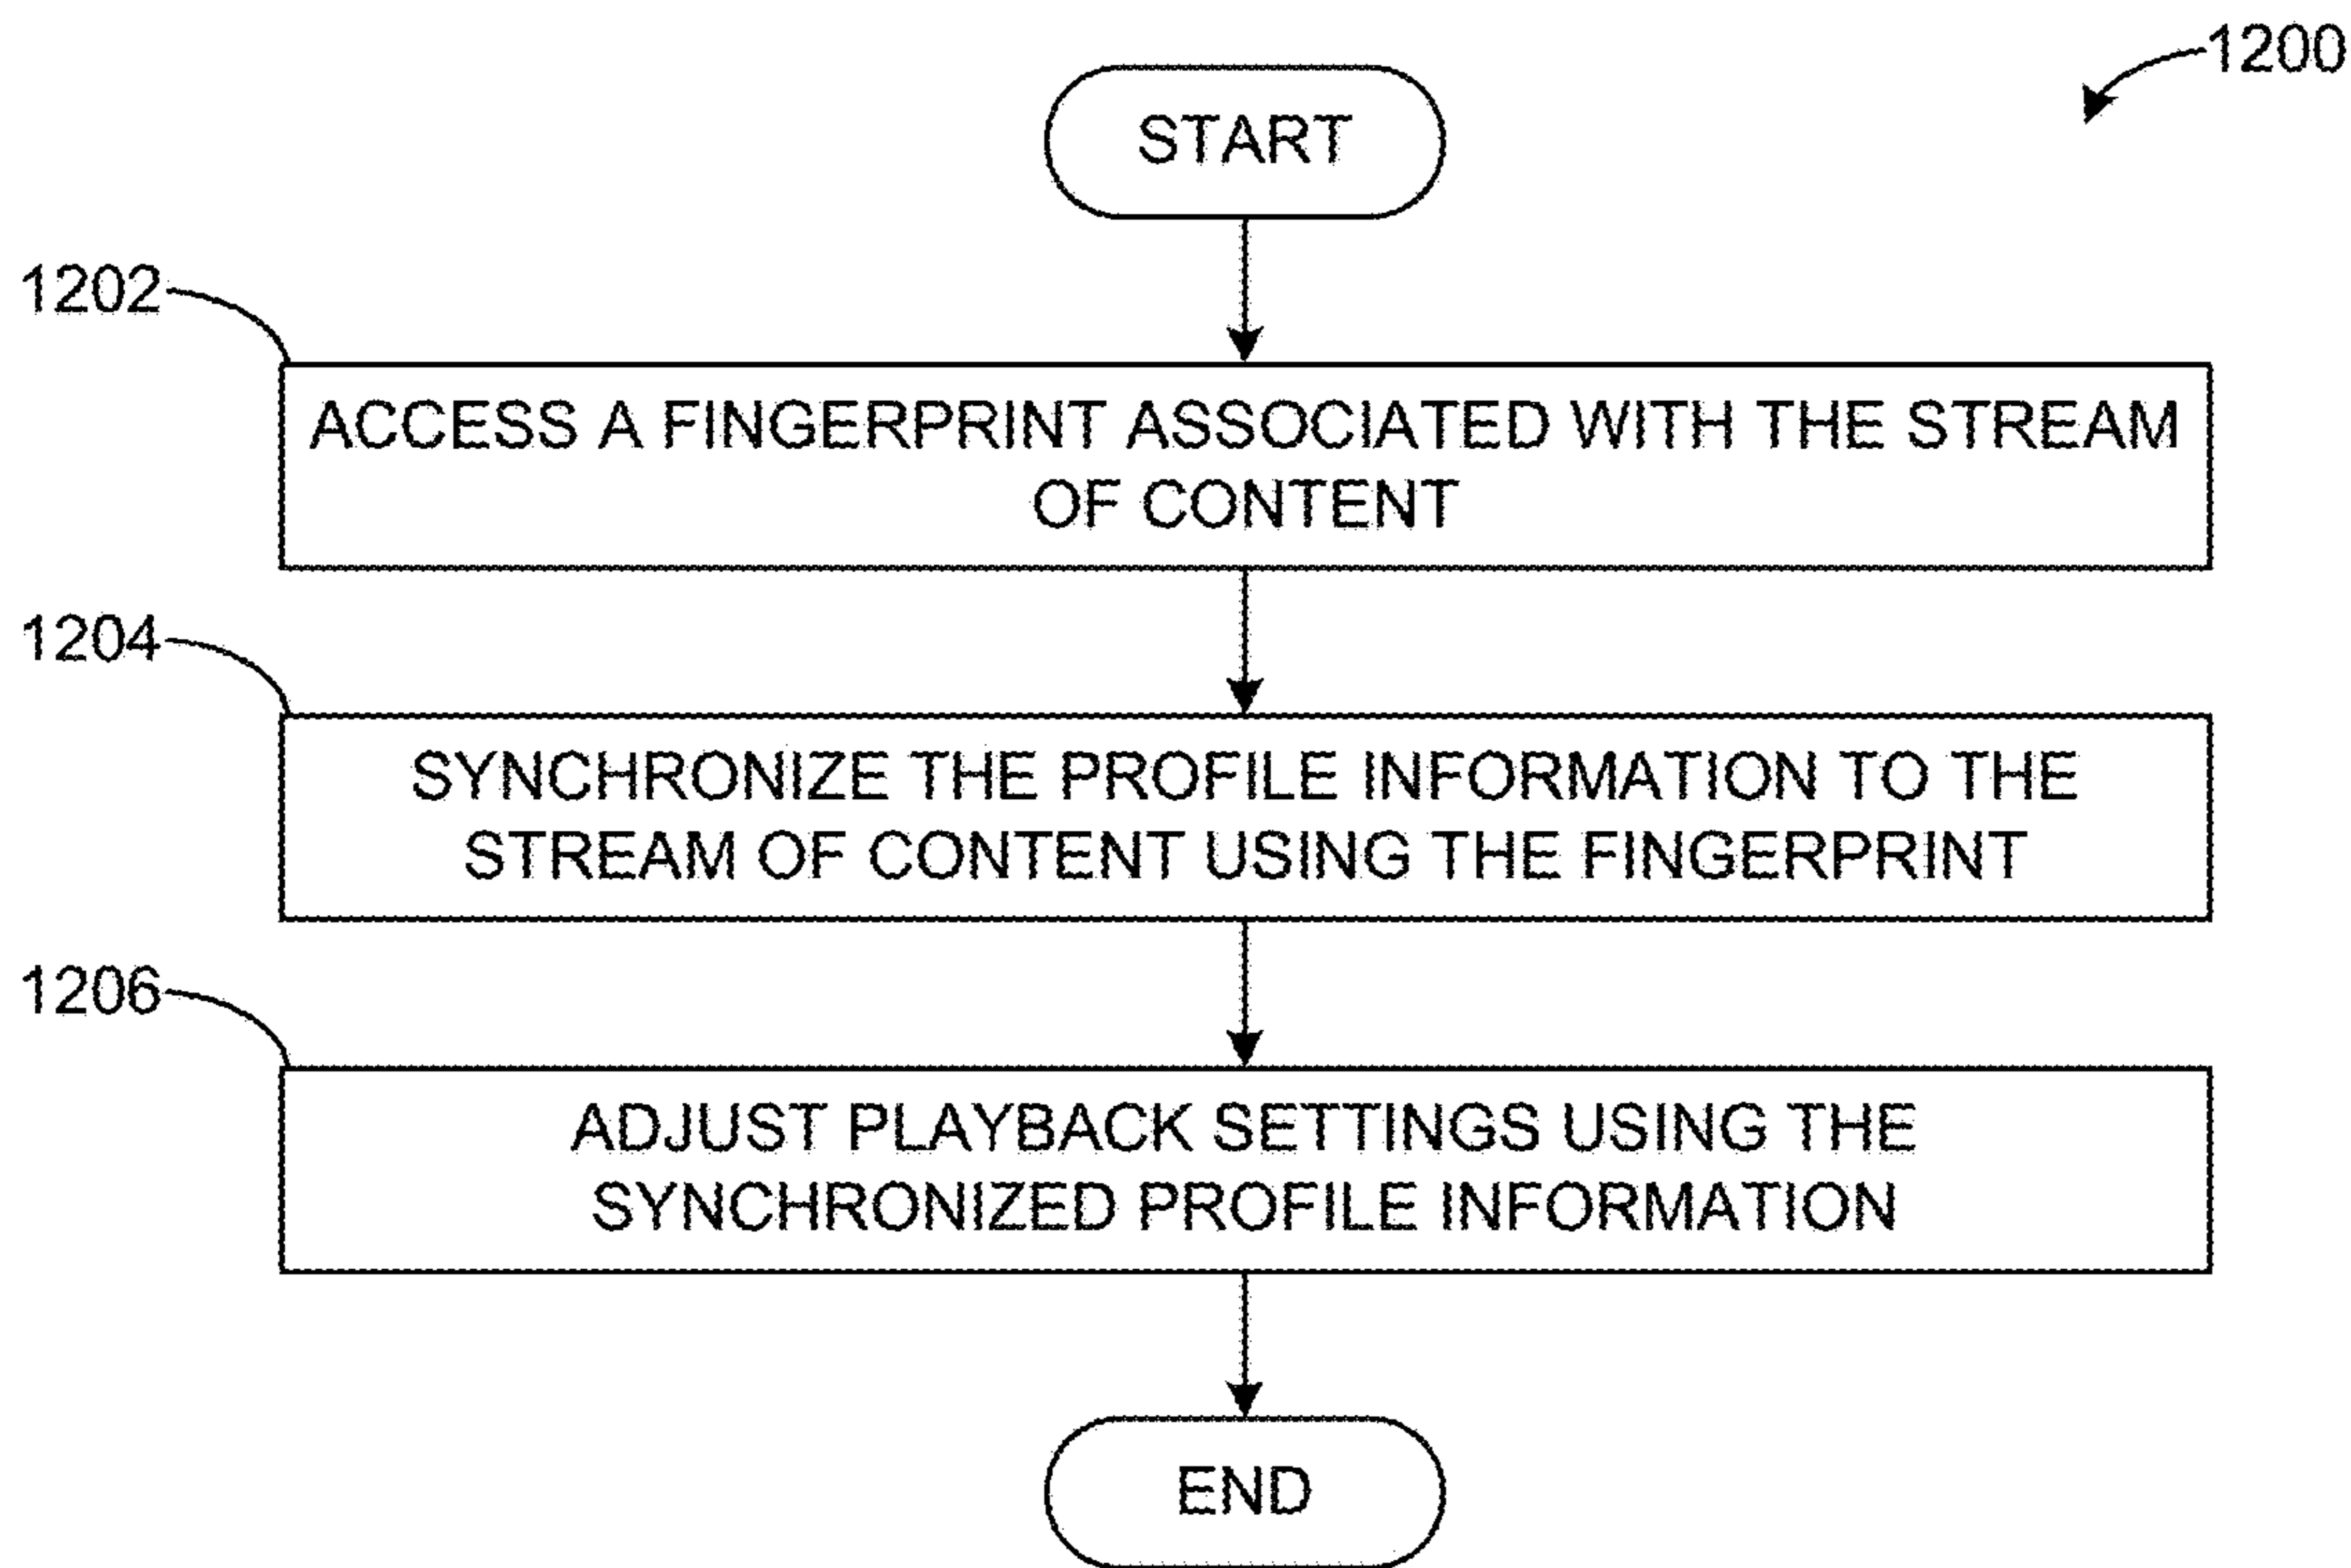 1200
START
1202
ACCESS A FINGERPRINT ASSOCIATED WITH THE STREAM
OF CONTENT
1204
SYNCHRONIZE THE PROFILE INFORMATION TO THE
STREAM OF CONTENT USING THE FINGERPRINT
1206
ADJUST PLAYBACK SETTINGS USING THE
SYNCHRONIZED PROFILE INFORMATION
END